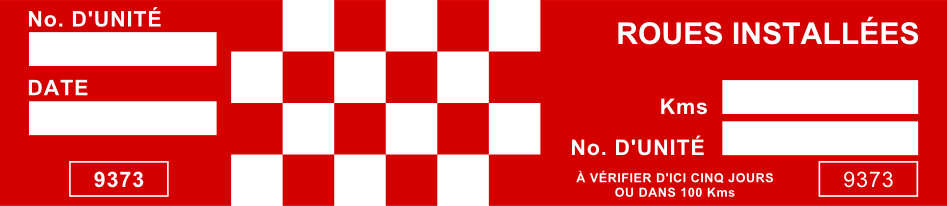 No. D'UNITÉ
DATE
9373
ROUES INSTALLÉES
Kms
No. D'UNITÉ
À VÉRIFIER D'ICI CINQ JOURS
OU DANS 100 Kms
9373